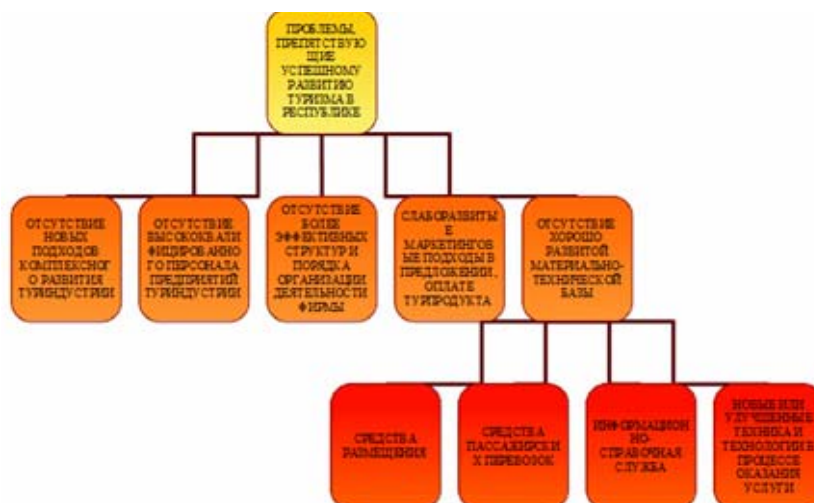 ПРОБЛЕМЫ,
ПРЕПЯТСТВУЮ
ЩИЕ
УСПЕШНОМУ
РАЗВИТИЮ
ТУРИЗМА В
РЕСПУБЛИКЕ
ОТСУТСТВИЕ
НОВЫХ
ПОДХОДОВ
КОМПЛЕКСНОГ
О РАЗВИТИЯ
ТУРИНДУСТРИИ
ОТСУТСТВИЕ
ВЫСОКОКВАЛИ
ФИЦИРОВАННО
ГО ПЕРСОНАЛА
ПРЕДПРИЯТИЙ
ТУРИНДУСТРИИ
ОТСУТСТВИЕ
БОЛЕЕ
ЭФФЕКТИВНЫХ
СТРУКТУР И
ПОРЯДКА
ОРГАНИЗАЦИИ
ДЕЯТЕЛЬНОСТИ
ФИРМЫ
СЛАБОРАЗВИТЫ
Е
МАРКЕТИНГОВ
ЫЕ ПОДХОДЫ В
ПРЕДЛОЖЕНИИ,
ОПЛАТЕ
ТУРПРОДУКТА
ОТСУТСТВИЕ
ХОРОШО
РАЗВИТОЙ
МАТЕРИАЛЬНО-
ТЕХНИЧЕСКОЙ
БАЗЫ
СРЕДСТВА
РАЗМЕЩЕНИЯ
СРЕДСТВА
ПАССАЖИРСКИ
Х ПЕРЕВОЗОК
ИНФОРМАЦИОН
НО-
СПРАВОЧНАЯ
СЛУЖБА
НОВЫЕ ИЛИ
УЛУЧШЕННЫЕ
ТЕХНИКА И
ТЕХНОЛОГИИ В
ПРОЦЕССЕ
ОКАЗАНИЯ
УСЛУГИ